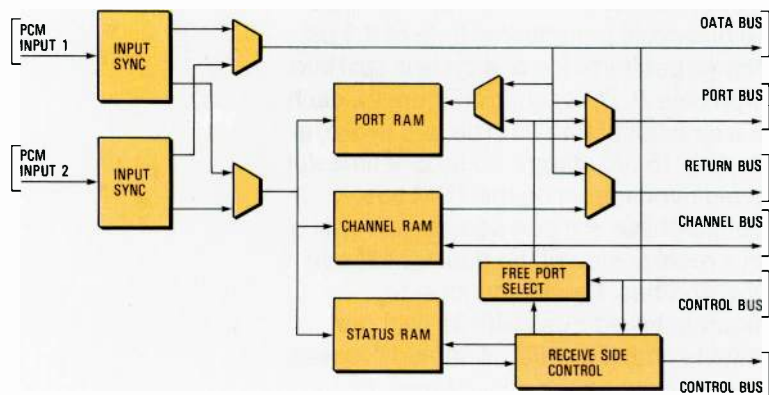 PCM
INPUT 1
INPUT
SYNC
PCM
INPUT 2
INPUT
SYNC
PORT RAM
CHANNEL RAM
STATUS RAM
FREE PORT
SELECT
RECEIVE SIDE
CONTROL
OATA BUS
PORT BUS
RETURN BUS
CHANNEL BUS
CONTROL BUS
CONTROL BUS